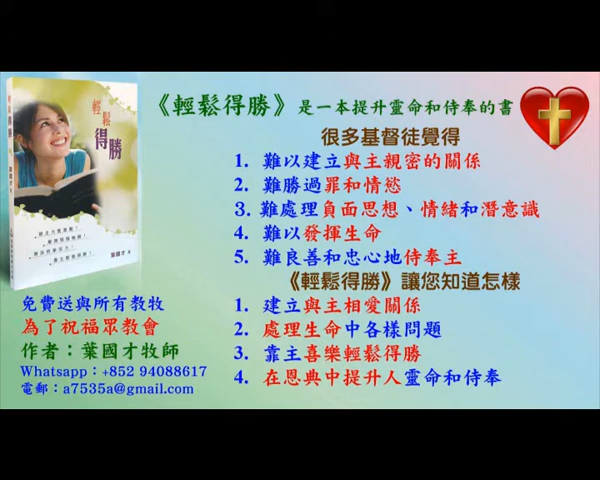 《輕鬆得勝》是一本提升靈命和侍奉的書
很多基督徒覺得
1. 難以建立與主親密的關係
2. 難勝過罪和情慾
3. 難處理負面思想、情緒和潛意識
4. 難以發揮生命
5. 難良善和忠心地侍奉主
《輕鬆得勝》讓您知道怎樣
1. 建立與主相愛關係
2. 處理生命中各樣問題
3. 靠主喜樂輕鬆得勝
4. 在恩典中提升人靈命和侍奉
輕鬆
得勝
輕鬆得勝
葉國才 著
免費送與所有教牧
為了祝福眾教會
作者：葉國才牧師
Whatsapp：+852 94088617
電郵：a7535a@gmail.com